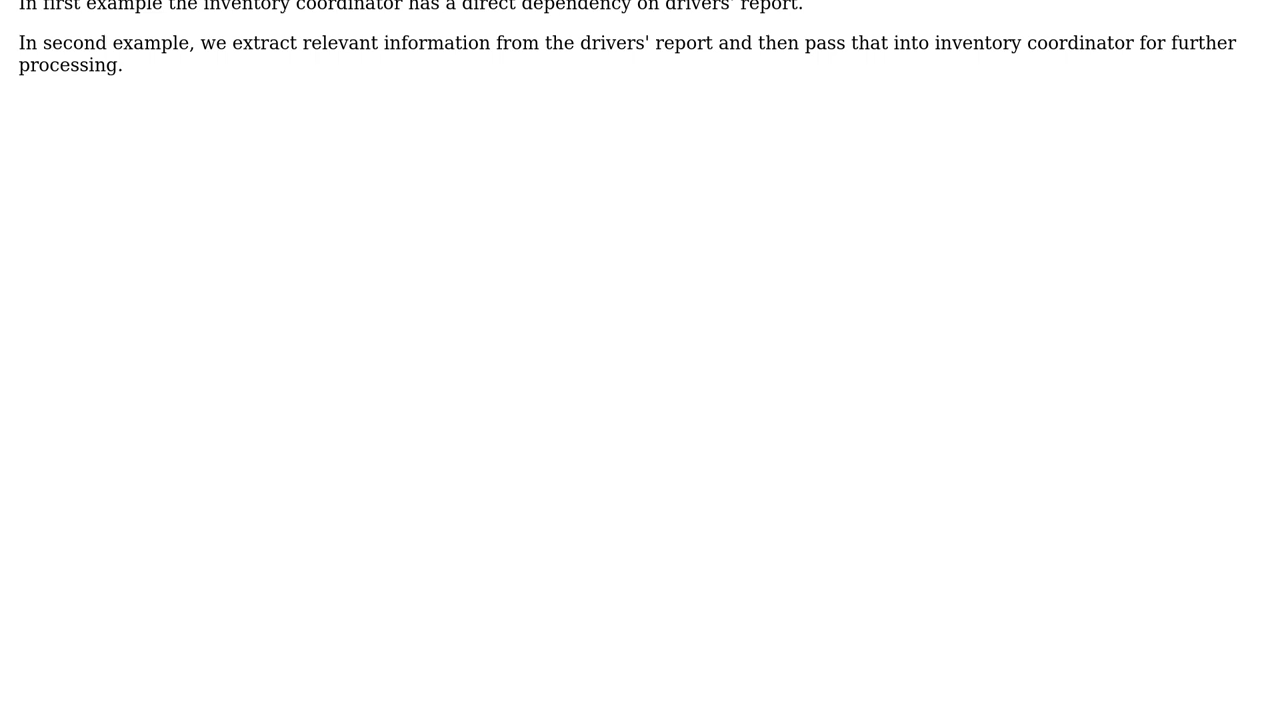 In first example the inventory coordinator has a direct dependency on drivers' report.
In second example, we extract relevant information from the drivers' report and then pass that into inventory coordinator for further
processing.